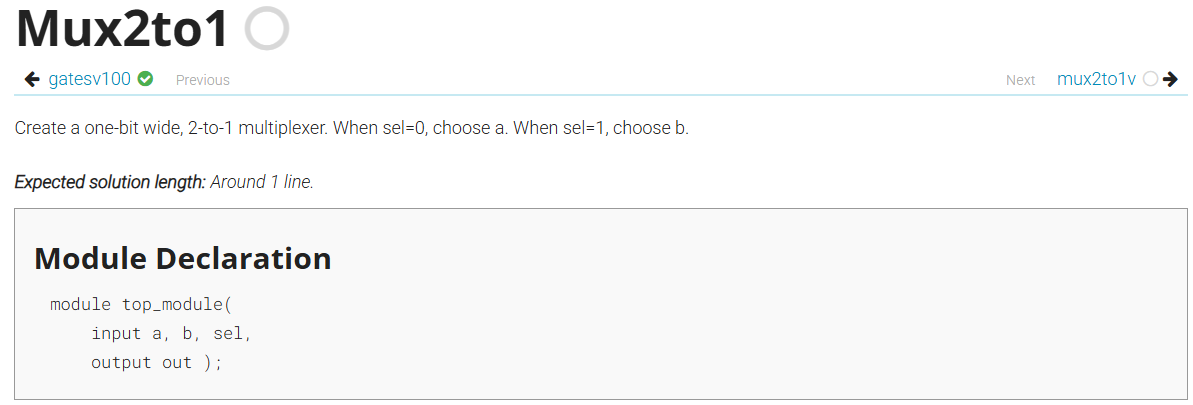 Mux2to1
gatesv100 Previous Next mux2to1v
Create a one-bit wide, 2-to-1 multiplexer. When sel=0, choose a. When sel=1, choose b.
Expected solution length: Around 1 line.
Module Declaration
module top_module(
    input a, b, sel,
    output out );